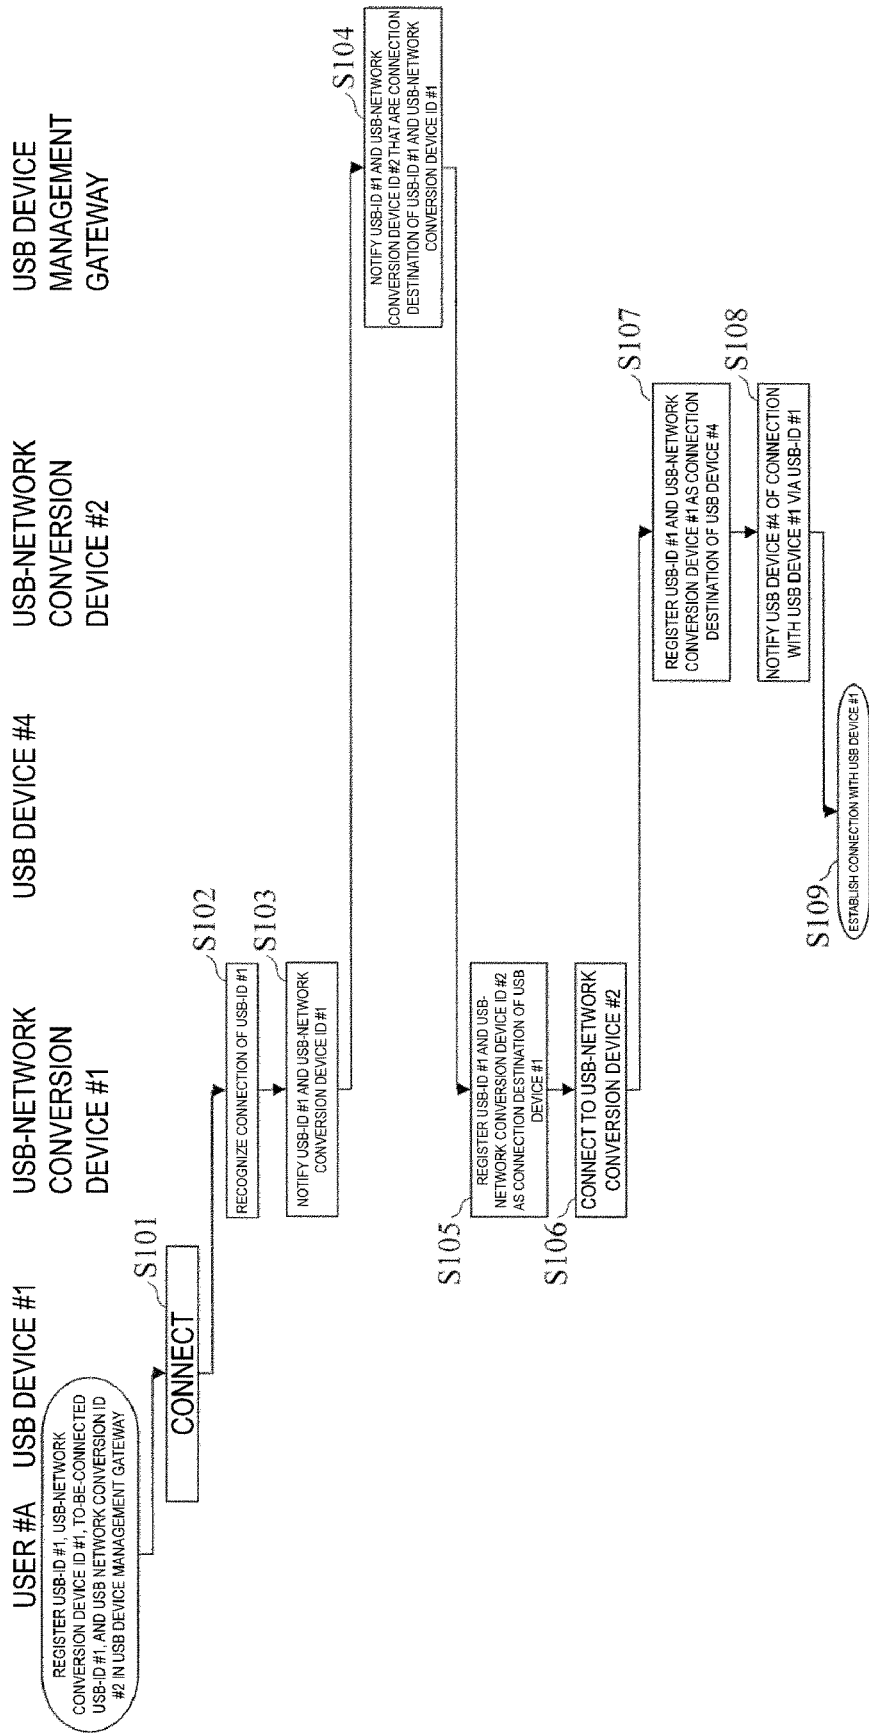 USER #A
USB DEVICE #1
USB-NETWORK
CONVERSION
DEVICE #1
USB DEVICE #4
USB-NETWORK
CONVERSION
DEVICE #2
USB DEVICE
MANAGEMENT
GATEWAY
REGISTER USB-ID #1, USB-NETWORK
CONVERSION DEVICE ID #1, TO-BE-CONNECTED
USB-ID #1, AND USB NETWORK CONVERSION ID
#2 IN USB DEVICE MANAGEMENT GATEWAY
S101
CONNECT
S102
RECOGNIZE CONNECTION OF USB-ID #1
S103
NOTIFY USB-ID #1 AND USB-NETWORK
CONVERSION DEVICE ID #1
S104
NOTIFY USB-ID #1 AND USB-NETWORK
CONVERSION DEVICE ID #2 THAT ARE CONNECTION
DESTINATION OF USB-ID #1 AND USB-NETWORK
CONVERSION DEVICE ID #1
S105
REGISTER USB-ID #1 AND USB-
NETWORK CONVERSION DEVICE ID #2
AS CONNECTION DESTINATION OF USB
DEVICE #1
S106
CONNECT TO USB-NETWORK
CONVERSION DEVICE #2
S107
REGISTER USB-ID #1 AND USB-NETWORK
CONVERSION DEVICE #1 AS CONNECTION
DESTINATION OF USB DEVICE #4
S108
NOTIFY USB DEVICE #4 OF CONNECTION
WITH USB DEVICE #1 VIA USB-ID #1
S109
ESTABLISH CONNECTION WITH USB DEVICE #1